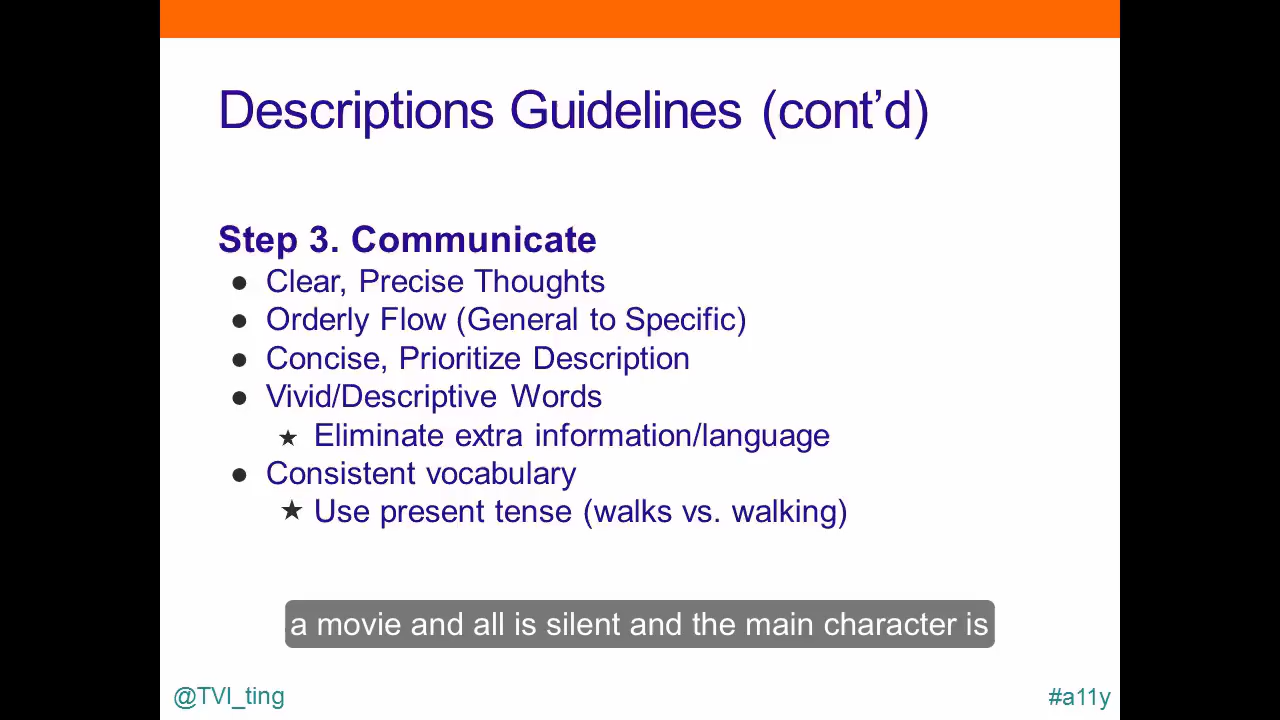 Descriptions Guidelines (cont’d)
Step 3. Communicate
● Clear, Precise Thoughts
● Orderly Flow (General to Specific)
● Concise, Prioritize Description
● Vivid/Descriptive Words
★ Eliminate extra information/language
● Consistent vocabulary
★ Use present tense (walks vs. walking)
a movie and all is silent and the main character is
@TVI_ting
#a11y